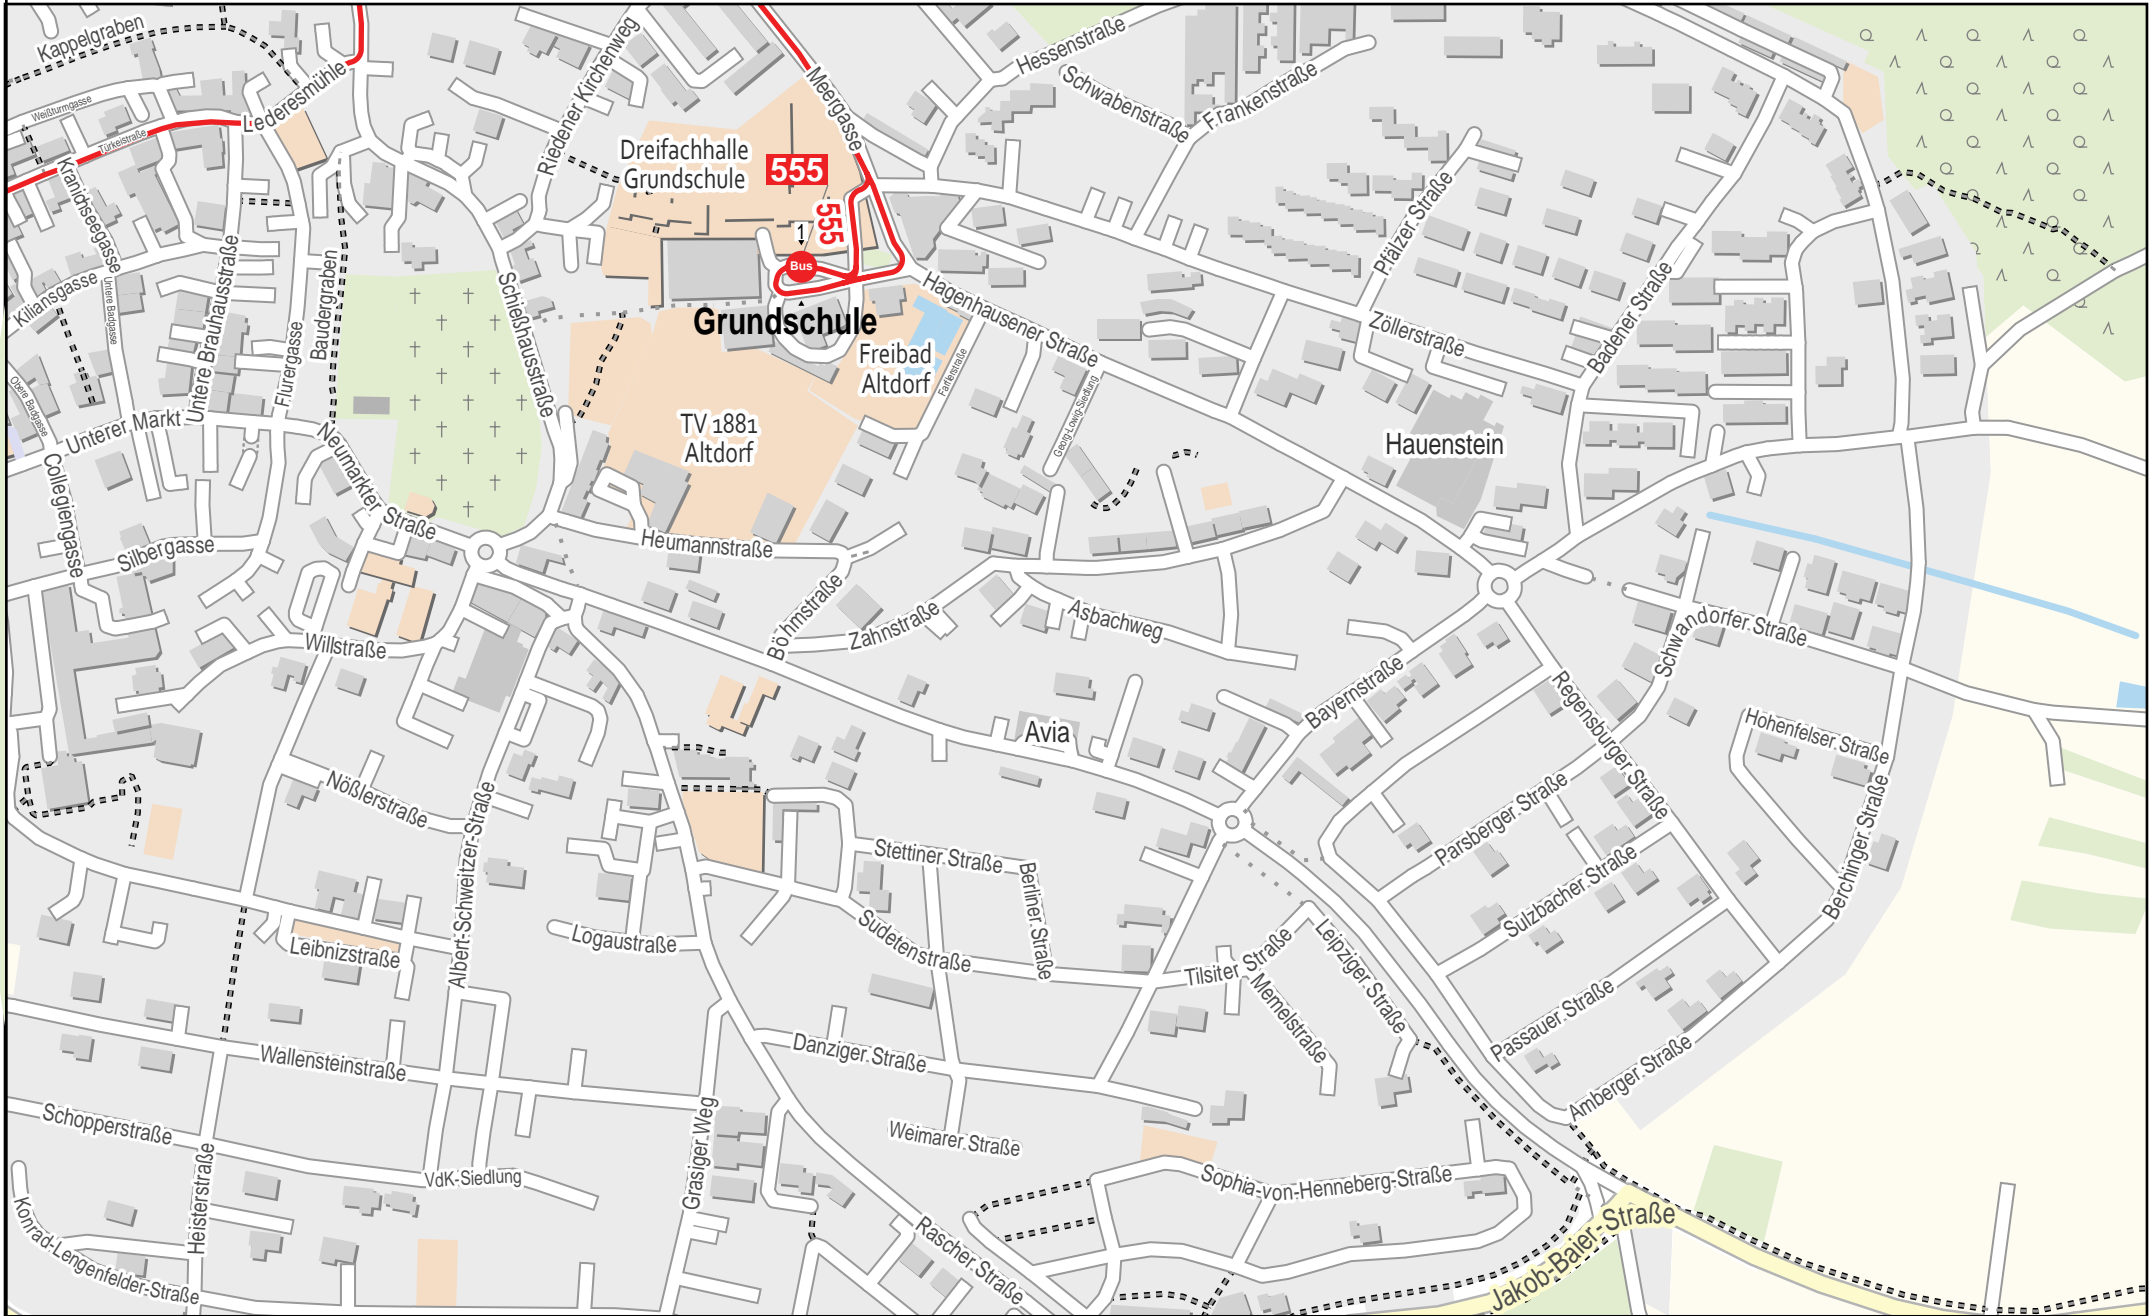 Kappelgraben
Weißturmgasse
Lederesmühle
Türkelstraße
Kranichseegasse
Riedener Kirchenweg
Meergasse
Hessenstraße
Schwabenstraße
Frankenstraße
Dreifachhalle
Grundschule
555
555
1
Bus
Grundschule
Kiliansgasse
Untere Badgasse
Untere Brauhausstraße
Baudergraben
Flurergasse
Schießhausstraße
Hagenhausener Straße
Pfälzer Straße
Zöllerstraße
Badener Straße
Freibad
Altdorf
Farferstraße
Georg-Lowig-Siedlung
Obere Badgasse
Unterer Markt
TV 1881
Altdorf
Hauenstein
Neumarkter Straße
Collegiengasse
Silbergasse
Heumannstraße
Böhmstraße
Zahnstraße
Asbachweg
Willstraße
Schwandorfer Straße
Bayernstraße
Regensburger Straße
Hohenfelser Straße
Avia
Nößlerstraße
Albert-Schweitzer-Straße
Parsberger Straße
Berchinger Straße
Stettiner Straße
Berliner Straße
Sulzbacher Straße
Sudetenstraße
Logaustraße
Leibnizstraße
Tilsiter Straße
Leipziger Straße
Memelstraße
Passauer Straße
Danziger Straße
Wallensteinstraße
Amberger Straße
Schopperstraße
Weimarer Straße
Grasiger Weg
Heisterstraße
VdK-Siedlung
Sophia-von-Henneberg-Straße
Konrad-Lengenfelder-Straße
Rascher Straße
Jakob-Baier-Straße